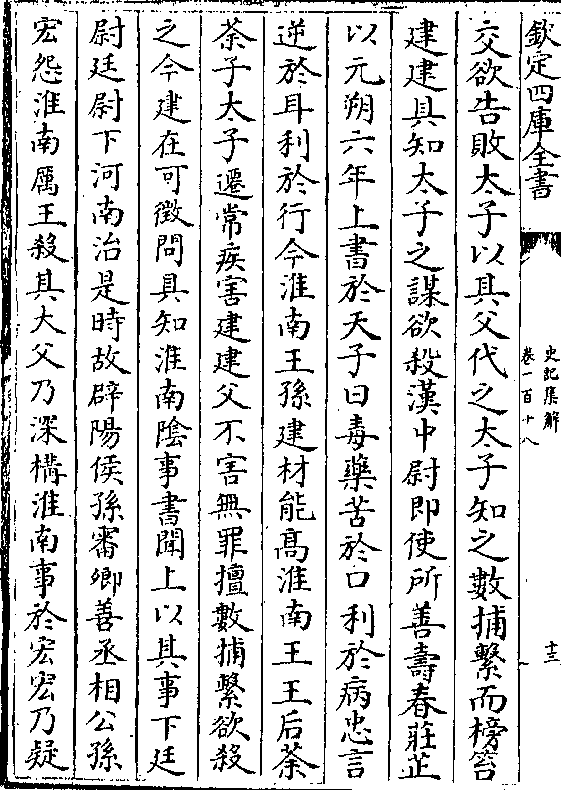 欽定四庫全書
史記集解
卷一百十八
十三
交欲告敗太子以其父代之太子知之數捕繫而榜笞
建建具知太子之謀欲殺漢中尉即使所善壽春莊芷
以元朔六年上書於天子曰毒藥苦於口利於病忠言
逆於耳利於行今淮南王孫建材能髙淮南王王后荼
荼子太子遷常疾害建建父不害無罪擅數捕繫欲殺
之今建在可徵問具知淮南隂事書聞上以其事下廷
尉廷尉下河南治是時故辟陽侯孫審卿善丞相公孫
宏怨淮南厲王殺其大父乃深構淮南事於宏宏乃疑